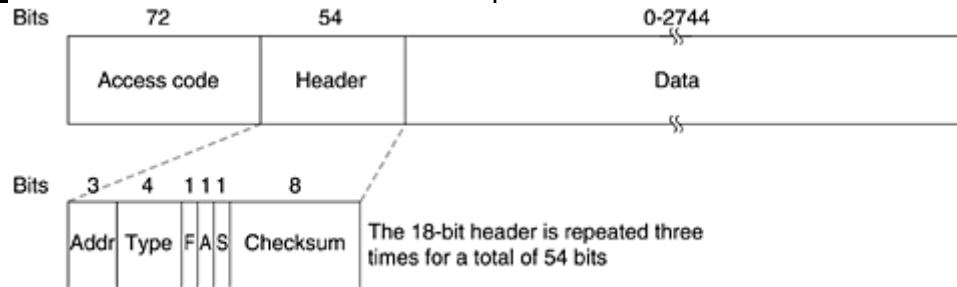 Bits 72 54 0-2744
Access code Header Data
Bits 3 4 1 1 1 8
Addr Type F A S Checksum
The 18-bit header is repeated three
times for a total of 54 bits